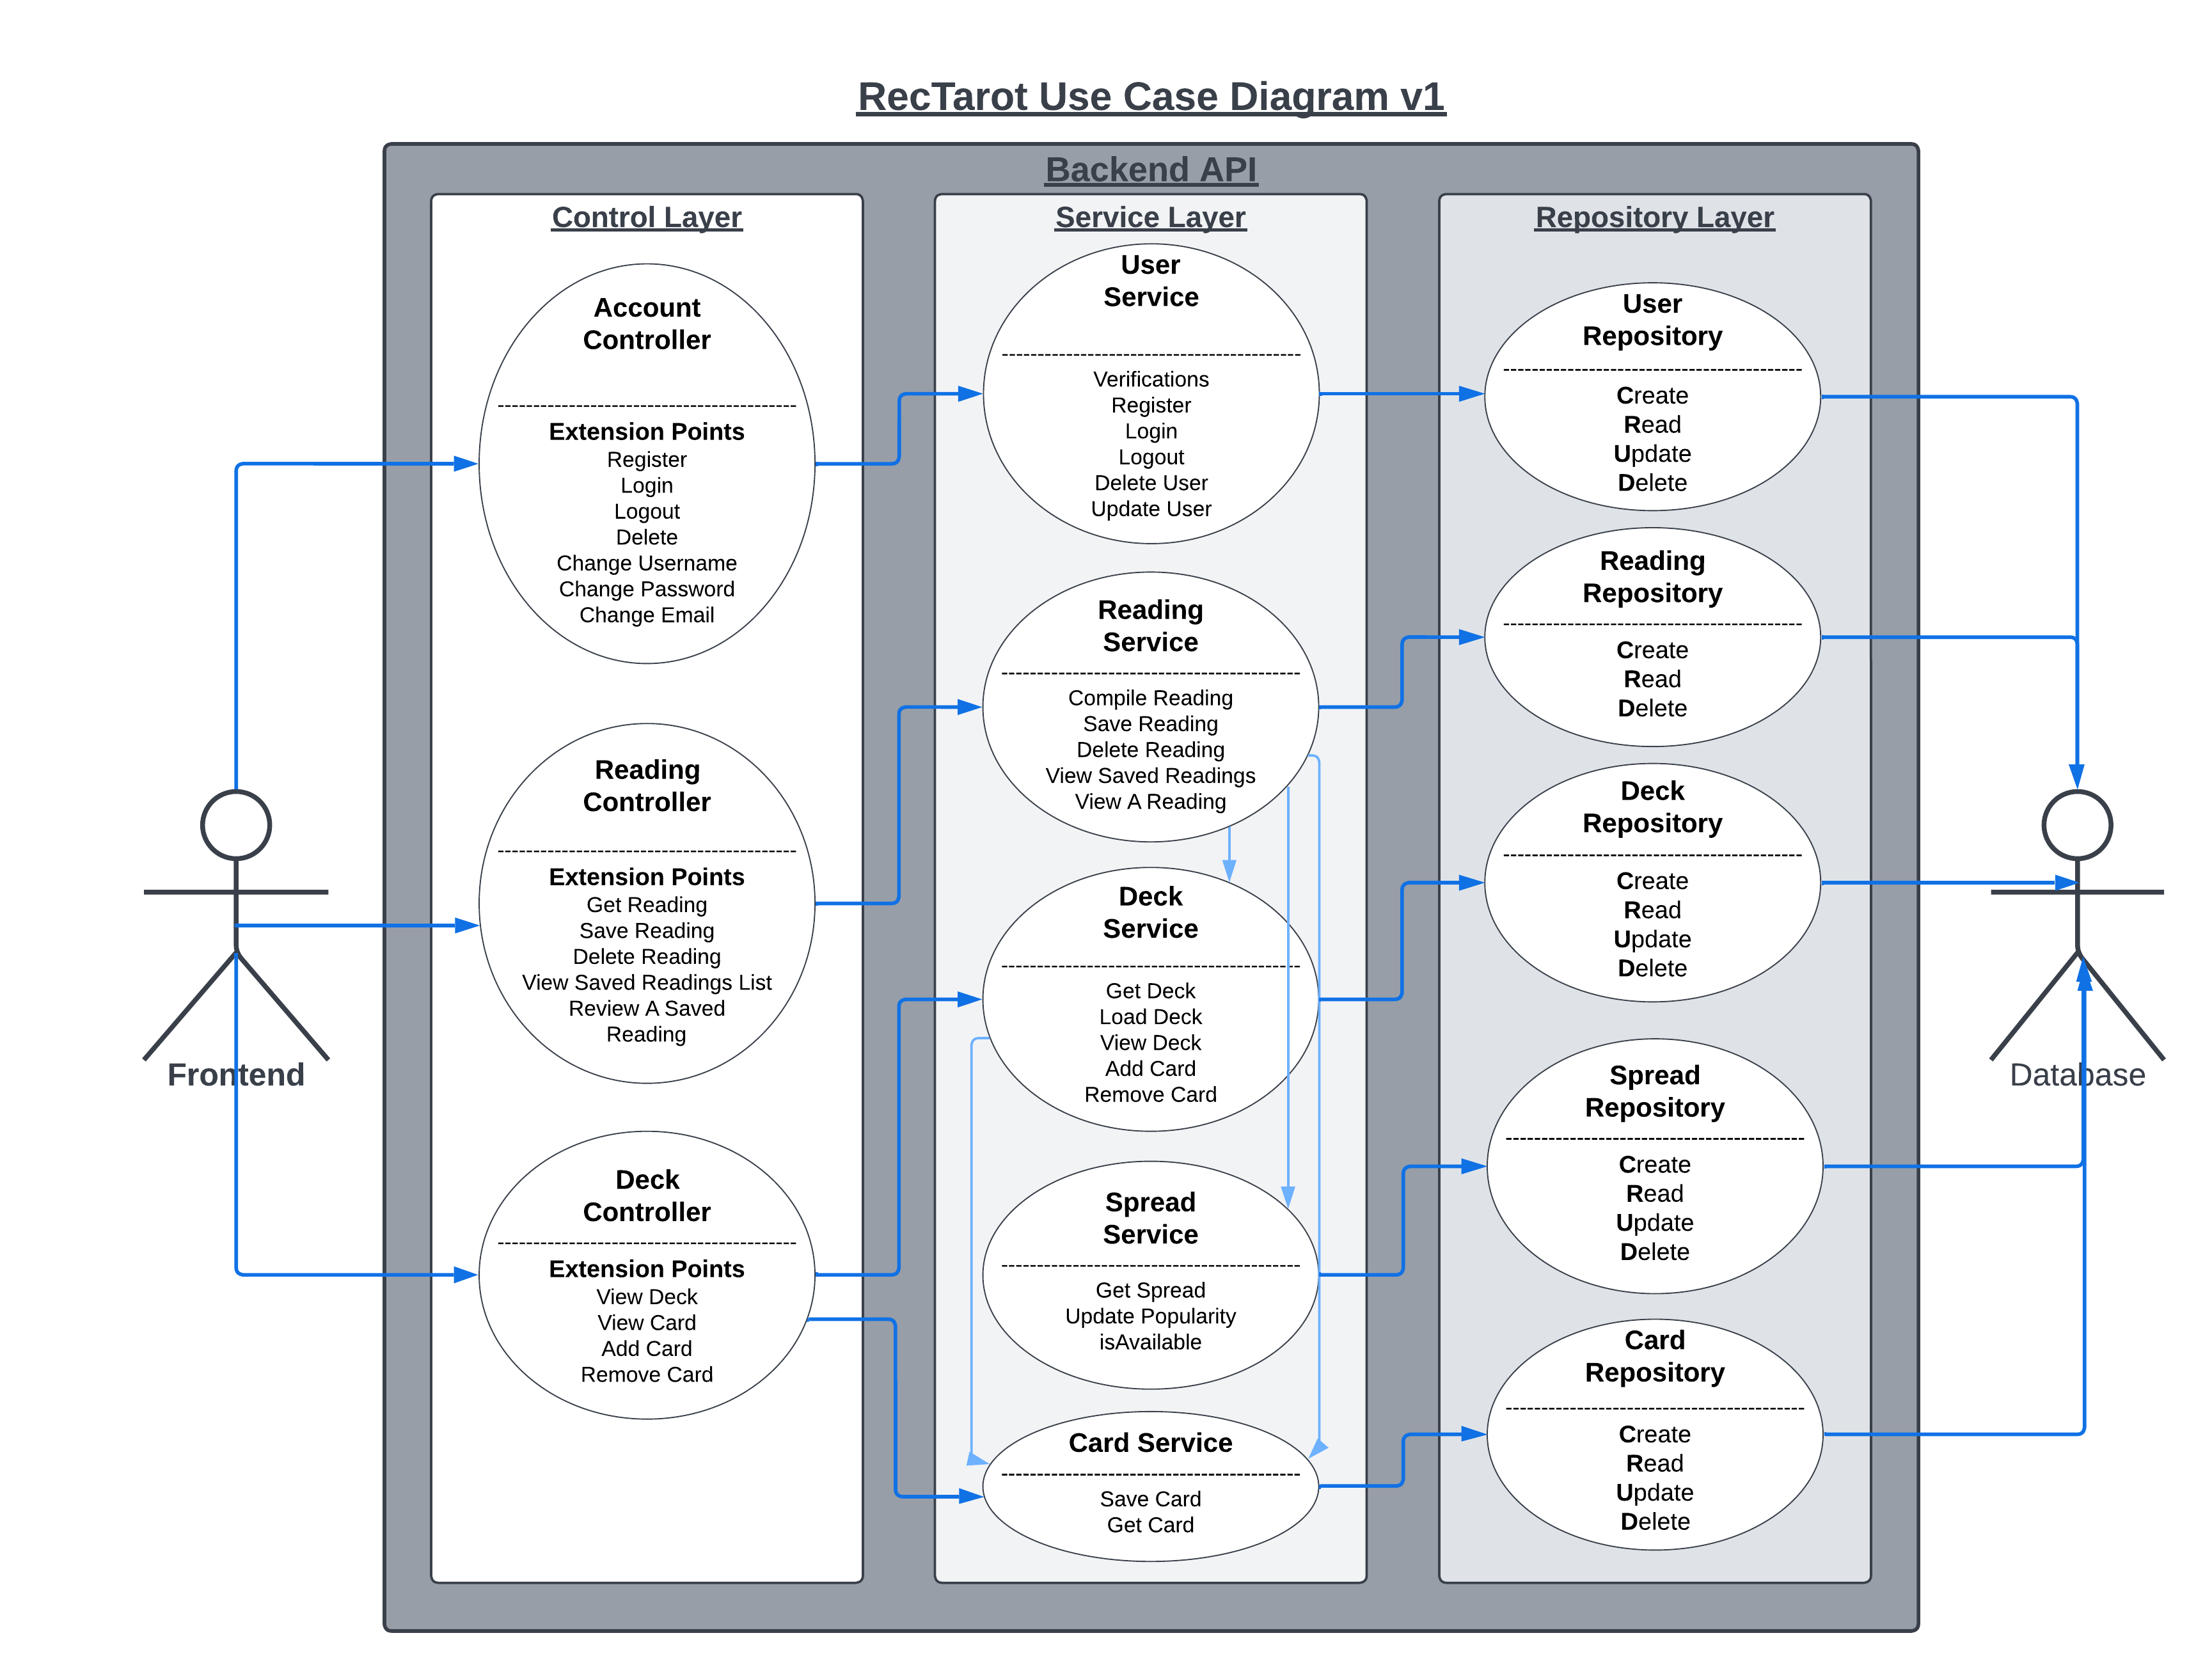 RecTarot Use Case Diagram v1
Backend API
Control Layer
Account
Controller
Extension Points
Register
Login
Logout
Delete
Change Username
Change Password
Change Email
Reading
Controller
Extension Points
Get Reading
Save Reading
Delete Reading
View Saved Readings List
Review A Saved
Reading
Deck
Controller
Extension Points
View Deck
View Card
Add Card
Remove Card
Service Layer
User
Service
Verifications
Register
Login
Logout
Delete User
Update User
Reading
Service
Compile Reading
Save Reading
Delete Reading
View Saved Readings
View A Reading
Deck
Service
Get Deck
Load Deck
View Deck
Add Card
Remove Card
Spread
Service
Get Spread
Update Popularity
isAvailable
Card Service
Save Card
Get Card
Repository Layer
User
Repository
Create
Read
Update
Delete
Reading
Repository
Create
Read
Delete
Deck
Repository
Create
Read
Update
Delete
Spread
Repository
Create
Read
Update
Delete
Card
Repository
Create
Read
Update
Delete
Frontend
Database